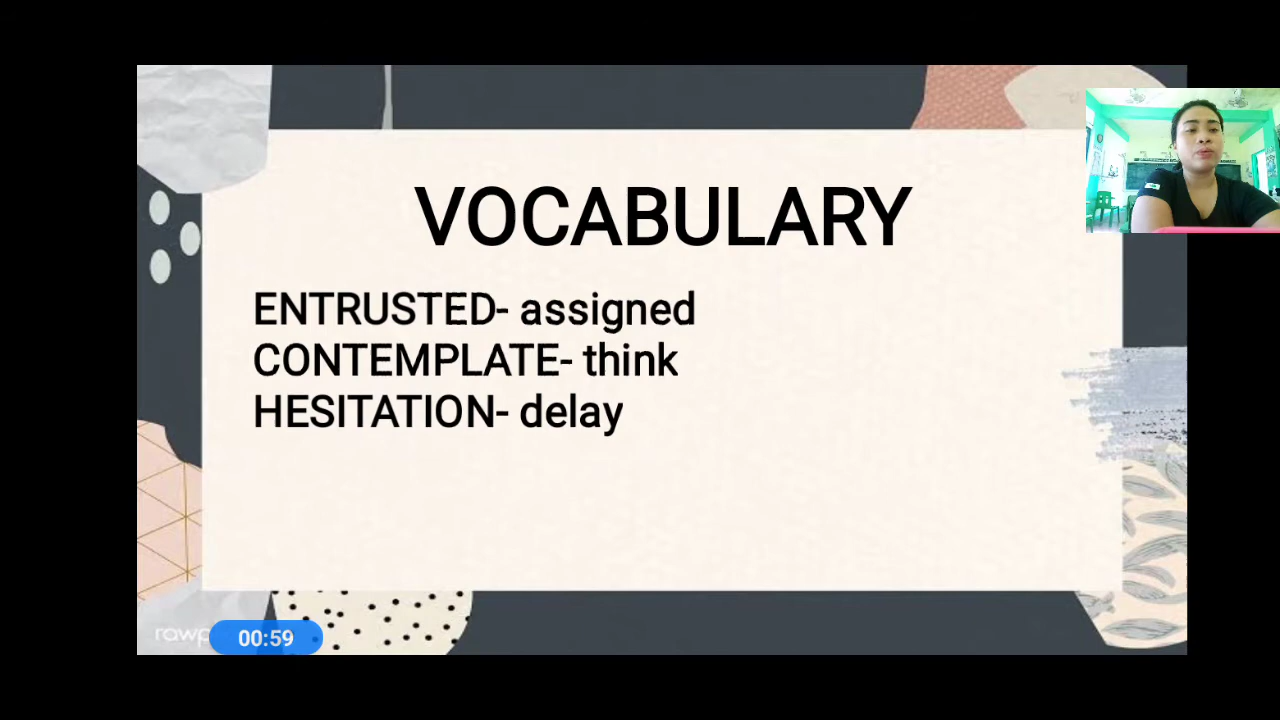 VOCABULARY
ENTRUSTED- assigned
CONTEMPLATE- think
HESITATION- delay
00:59